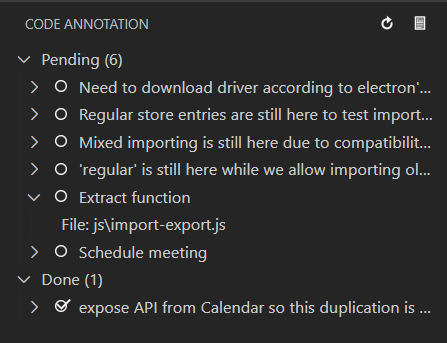 CODE ANNOTATION
Pending (6)
Need to download driver according to electron'...
Regular store entries are still here to test import...
Mixed importing is still here due to compatibilit...
'regular' is still here while we allow importing ol...
Extract function
File: js\import-export.js
Schedule meeting
Done (1)
expose API from Calendar so this duplication is ...